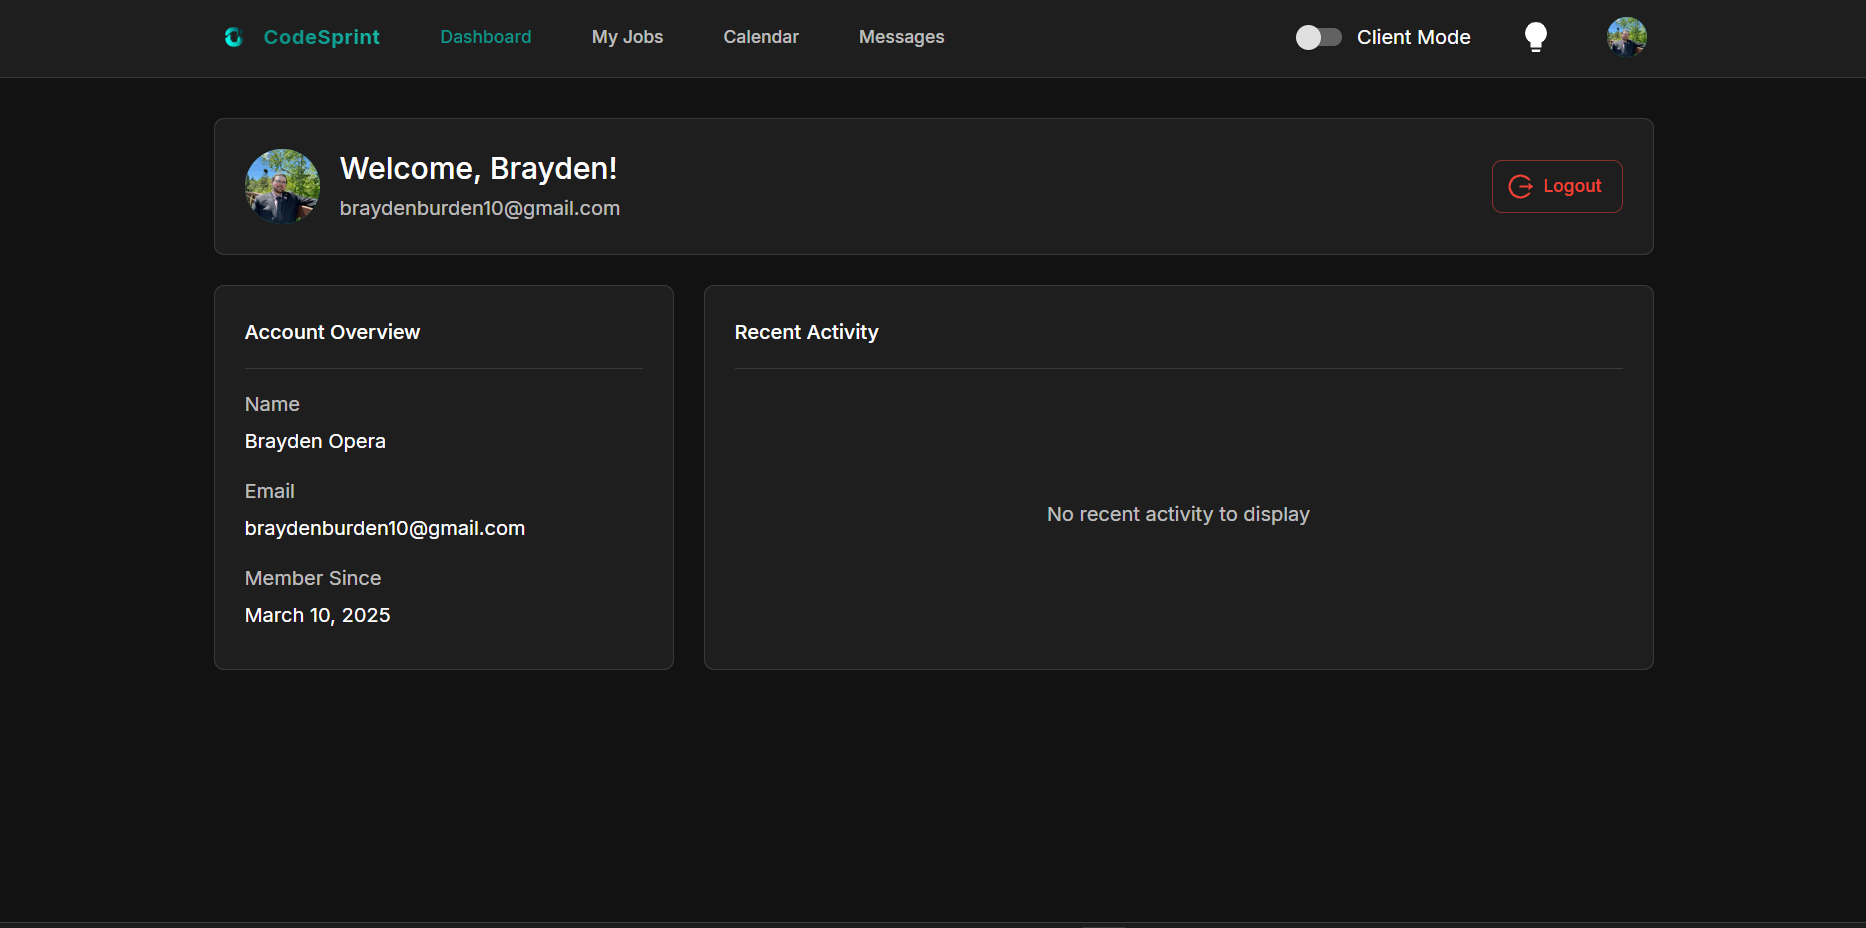 CodeSprint Dashboard My Jobs Calendar Messages Client Mode
Welcome, Brayden!
braydenburden10@gmail.com
Logout
Account Overview
Name
Brayden Opera
Email
braydenburden10@gmail.com
Member Since
March 10, 2025
Recent Activity
No recent activity to display